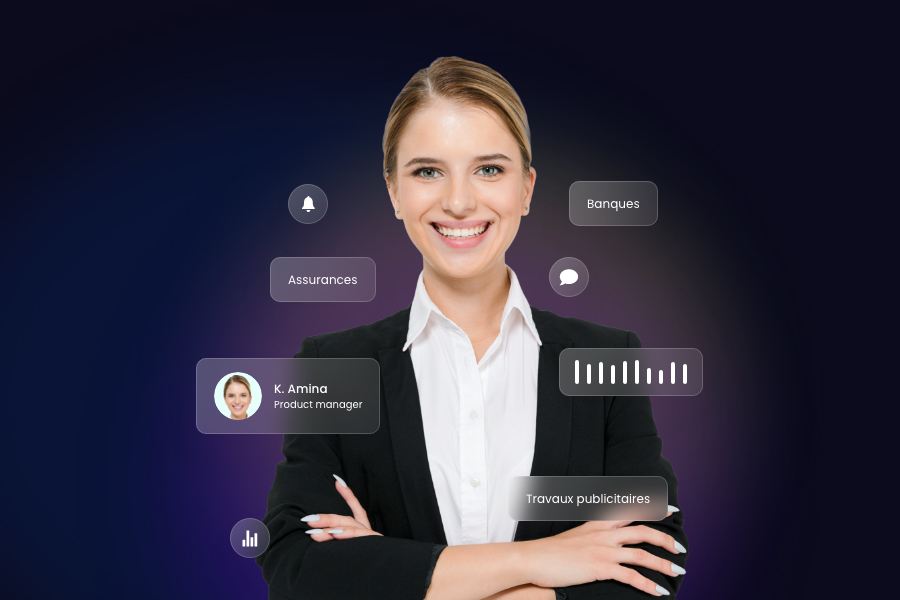 Banques
Assurances
K. Amina
Product manager
Travaux publicitaires